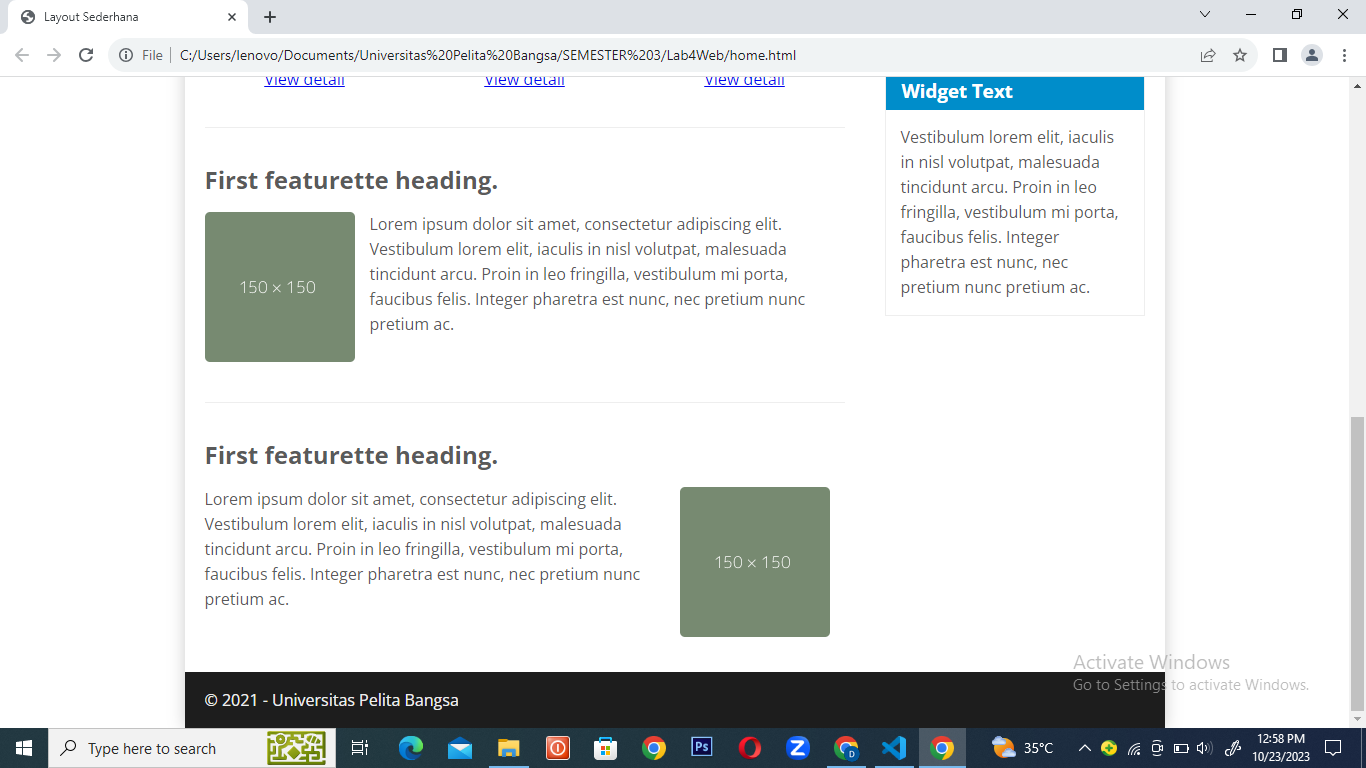 Layout Sederhana
File
C:/Users/lenovo/Documents/Universitas%20Pelita%20Bangsa/SEMESTER%203/Lab4Web/home.html
View detail View detail View detail
Widget Text
Vestibulum lorem elit, iaculis
in nisl volutpat, malesuada
tincidunt arcu. Proin in leo
fringilla, vestibulum mi porta,
faucibus felis. Integer
pharetra est nunc, nec
pretium nunc pretium ac.
First featurette heading.
150 × 150
Lorem ipsum dolor sit amet, consectetur adipiscing elit.
Vestibulum lorem elit, iaculis in nisl volutpat, malesuada
tincidunt arcu. Proin in leo fringilla, vestibulum mi porta,
faucibus felis. Integer pharetra est nunc, nec pretium nunc
pretium ac.
First featurette heading.
Lorem ipsum dolor sit amet, consectetur adipiscing elit.
Vestibulum lorem elit, iaculis in nisl volutpat, malesuada
tincidunt arcu. Proin in leo fringilla, vestibulum mi porta,
faucibus felis. Integer pharetra est nunc, nec pretium nunc
pretium ac.
150 × 150
Activate Windows
Go to Settings to activate Windows.
© 2021 - Universitas Pelita Bangsa
Type here to search
Ps
Z
D
35°C
12:58 PM
10/23/2023